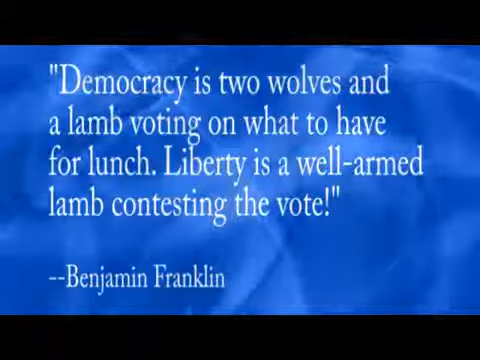 "Democracy is two wolves and
a lamb voting on what to have
for lunch. Liberty is a well-armed
lamb contesting the vote!"
--Benjamin Franklin